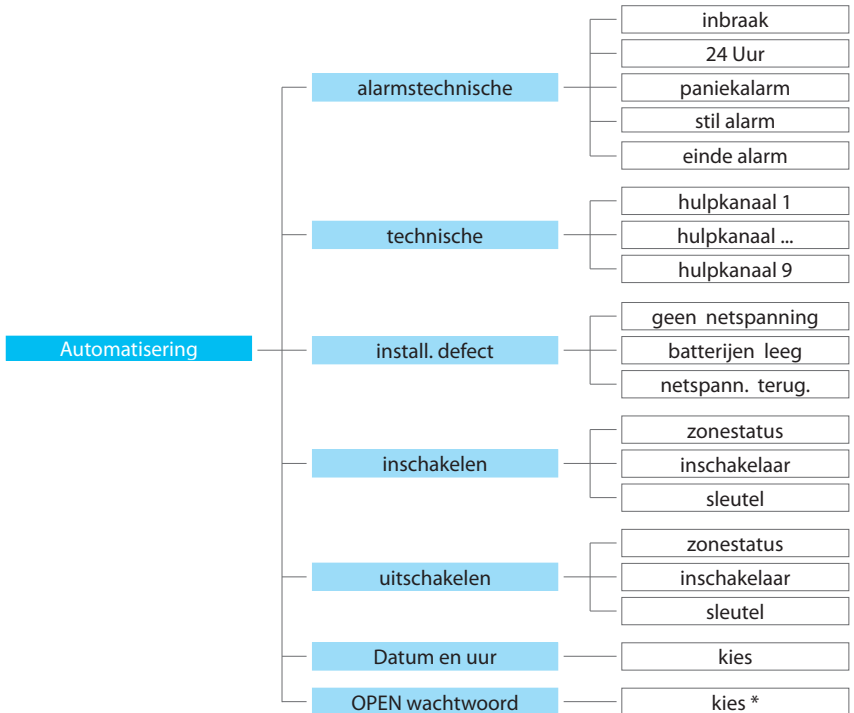 Automatisering
alarmstechnische
inbraak
24 Uur
paniekalarm
stil alarm
einde alarm
technische
hulpkanaal 1
hulpkanaal ...
hulpkanaal 9
install. defect
geen netspanning
batterijen leeg
netspann. terug.
inschakelen
zonestatus
inschakelaar
sleutel
uitschakelen
zonestatus
inschakelaar
sleutel
Datum en uur
kies
OPEN wachtwoord
kies *